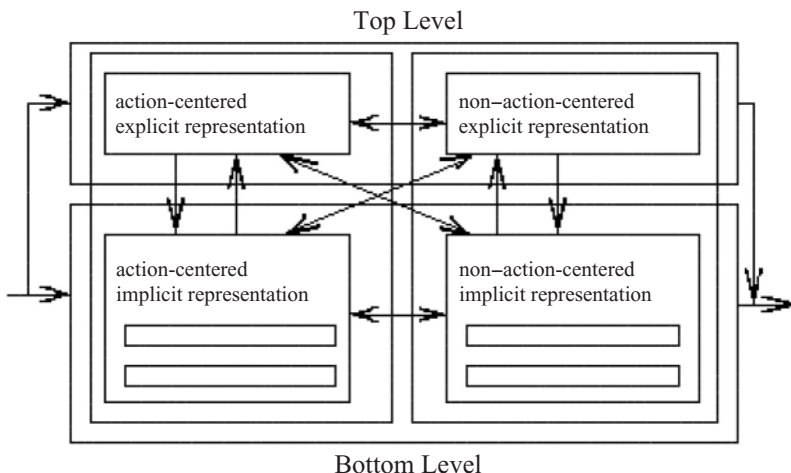 Top Level
action-centered
explicit representation
non−action-centered
explicit representation
action-centered
implicit representation
non−action-centered
implicit representation
Bottom Level